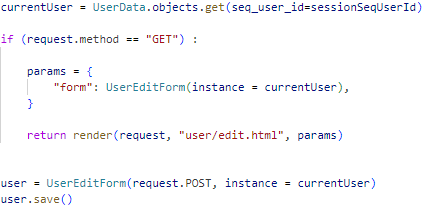 currentUser = UserData.objects.get(seq_user_id=sessionSeqUserId)
if (request.method == "GET") :
params = {
"form": UserEditForm(instance = currentUser),
}
return render(request, "user/edit.html", params)
user = UserEditForm(request.POST, instance = currentUser)
user.save()